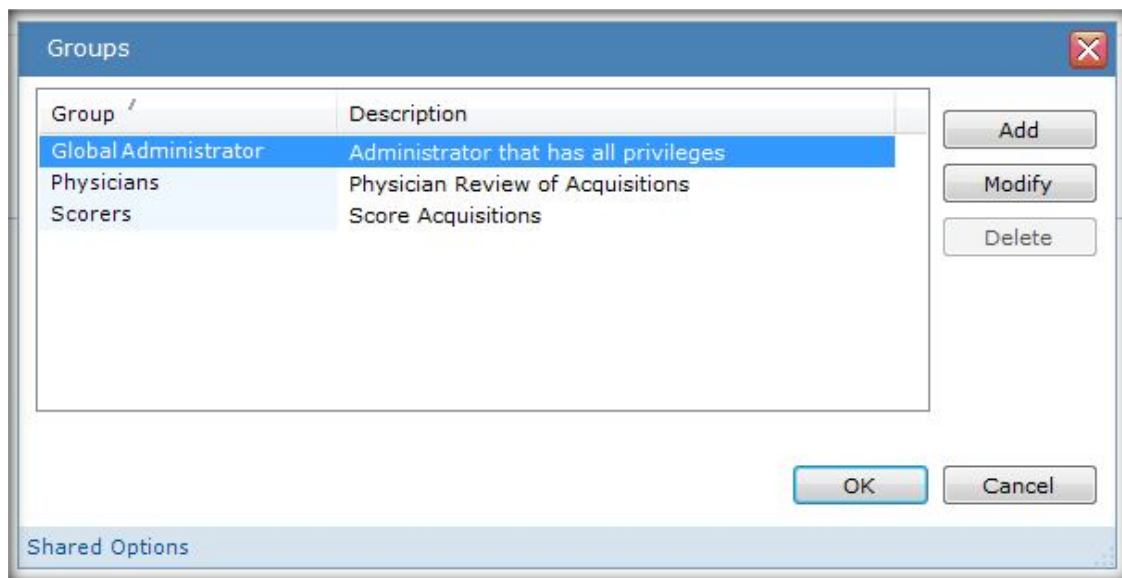 Groups
Group Description
Global Administrator Administrator that has all privileges
Physicians Physician Review of Acquisitions
Scorers Score Acquisitions
Add
Modify
Delete
OK Cancel
Shared Options